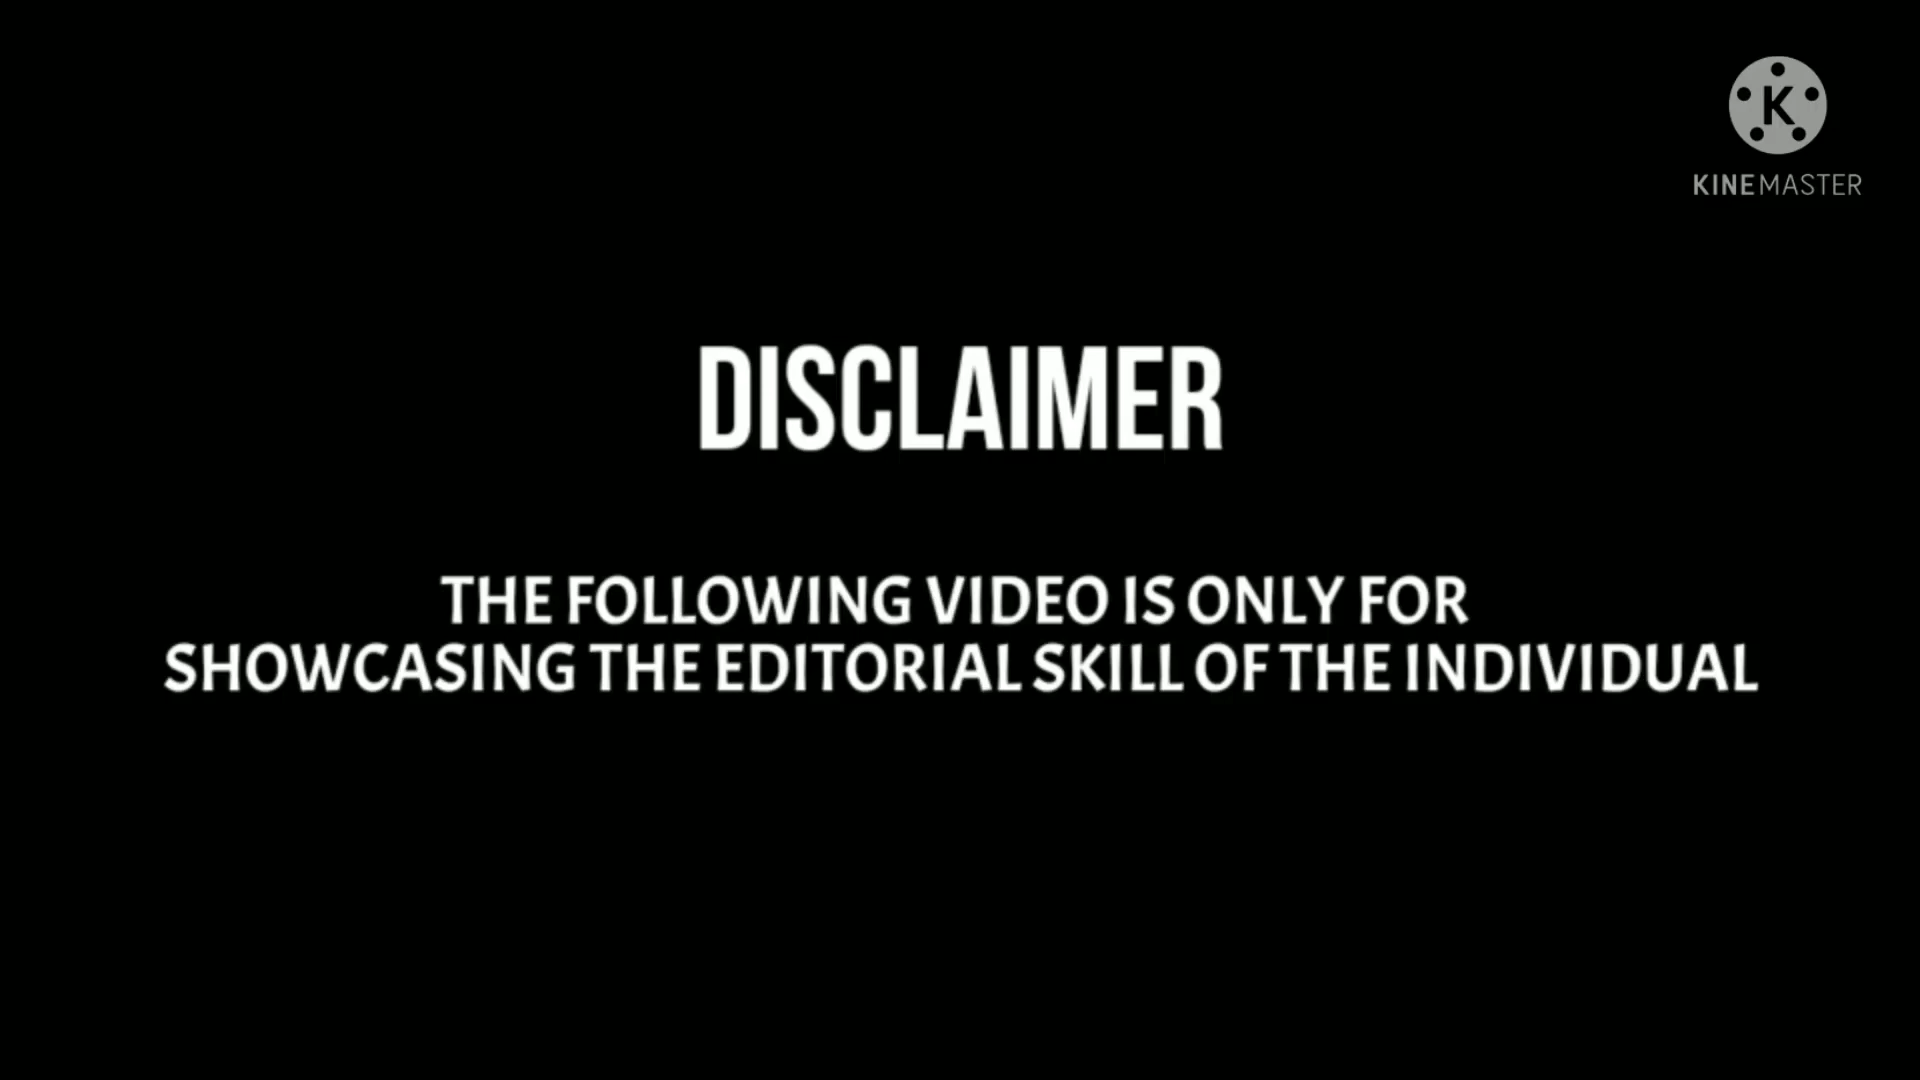 K
KINEMASTER
DISCLAIMER
THE FOLLOWING VIDEO IS ONLY FOR
SHOWCASING THE EDITORIAL SKILL OF THE INDIVIDUAL